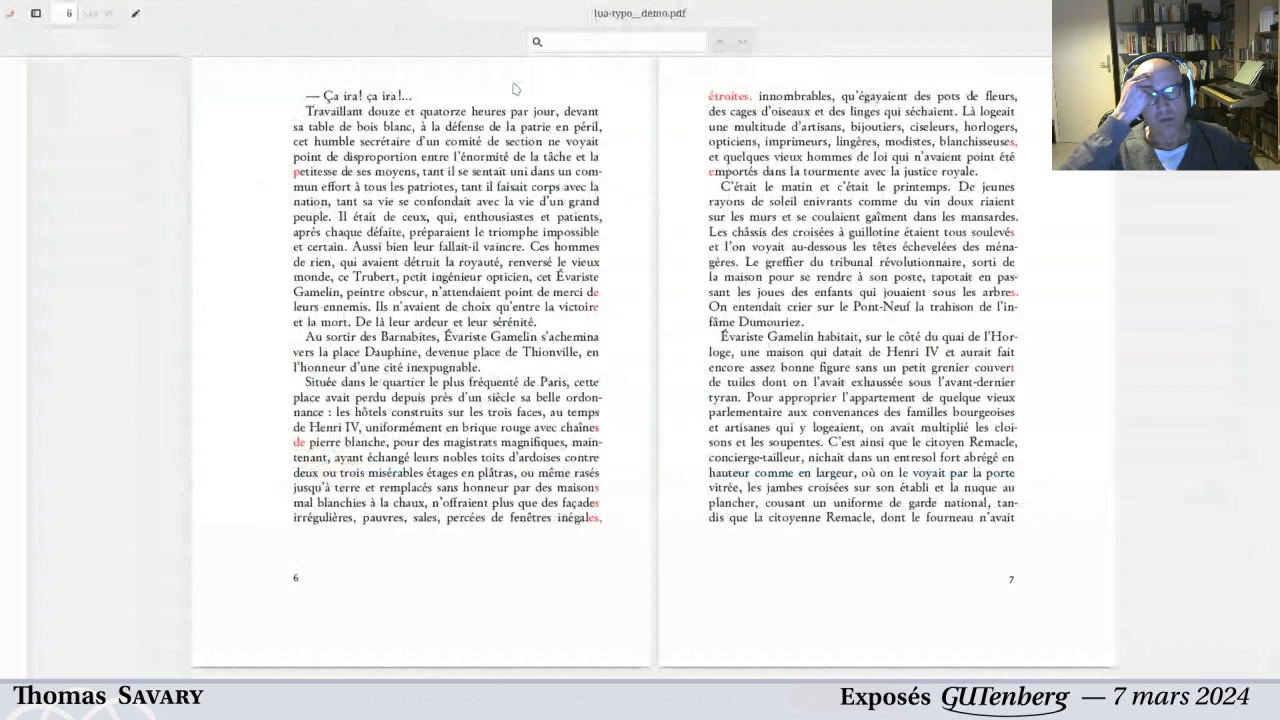 6
lua-typo__demo.pdf
— Ça ira! ça ira!...
Travaillant douze et quatorze heures par jour, devant
sa table de bois blanc, à la défense de la patrie en péril,
cet humble secrétaire d'un comité de section ne voyait
point de disproportion entre l'énormité de la tâche et la
petitesse de ses moyens, tant il se sentait uni dans un com-
mun effort à tous les patriotes, tant il faisait corps avec la
nation, tant sa vie se confondait avec la vie d'un grand
peuple. Il était de ceux, qui, enthousiastes et patients,
après chaque défaite, préparaient le triomphe impossible
et certain. Aussi bien leur fallait-il vaincre. Ces hommes
de rien, qui avaient détruit la royauté, renversé le vieux
monde, ce Trubert, petit ingénieur opticien, cet Évariste
Gamelin, peintre obscur, n'attendaient point de merci de
leurs ennemis. Ils n'avaient de choix qu'entre la victoire
et la mort. De là leur ardeur et leur sérénité.
Au sortir des Barnabites, Évariste Gamelin s'achemina
vers la place Dauphine, devenue place de Thionville, en
l'honneur d'une cité inexpugnable.
Située dans le quartier le plus fréquenté de Paris, cette
place avait perdu depuis près d'un siècle sa belle ordon-
nance : les hôtels construits sur les trois faces, au temps
de Henri IV, uniformément en brique rouge avec chaînes
de pierre blanche, pour des magistrats magnifiques, main-
tenant, ayant échangé leurs nobles toits d'ardoises contre
deux ou trois misérables étages en plâtras, ou même rasés
jusqu'à terre et remplacés sans honneur par des maisons
mal blanchies à la chaux, n'offraient plus que des façades
irrégulières, pauvres, sales, percées de fenêtres inégales,
6
étroites, innombrables, qu'égayaient des pots de fleurs,
des cages d'oiseaux et des linges qui séchaient. Là logeait
une multitude d'artisans, bijoutiers, ciseleurs, horlogers,
opticiens, imprimeurs, lingères, modistes, blanchisseuses,
et quelques vieux hommes de loi qui n'avaient point été
emportés dans la tourmente avec la justice royale.
C'était le matin et c'était le printemps. De jeunes
rayons de soleil enivrants comme du vin doux riaient
sur les murs et se coulaient gaîment dans les mansardes.
Les châssis des croisées à guillotine étaient tous soulevés
et l'on voyait au-dessous les têtes échevelées des ména-
gères. Le greffier du tribunal révolutionnaire, sorti de
la maison pour se rendre à son poste, tapotait en pas-
sant les joues des enfants qui jouaient sous les arbres.
On entendait crier sur le Pont-Neuf la trahison de l'in-
fâme Dumouriez.
Évariste Gamelin habitait, sur le côté du quai de l'Hor-
loge, une maison qui datait de Henri IV et aurait fait
encore assez bonne figure sans un petit grenier couvert
de tuiles dont on l'avait exhaussée sous l'avant-dernier
tyran. Pour approprier l'appartement de quelque vieux
parlementaire aux convenances des familles bourgeoises
et artisanes qui y logeaient, on avait multiplié les cloi-
sons et les soupentes. C'est ainsi que le citoyen Remacle,
concierge-tailleur, nichait dans un entresol fort abrégé en
hauteur comme en largeur, où on le voyait par la porte
vitrée, les jambes croisées sur son établi et la nuque au
plancher, cousant un uniforme de garde national, tan-
dis que la citoyenne Remacle, dont le fourneau n'avait
7
Thomas SAVARY
Exposés GUTenberg — 7 mars 2024